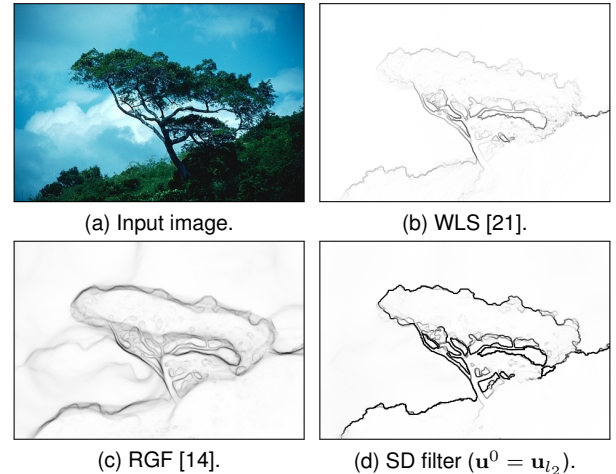 (a) Input image.
(b) WLS [21].
(c) RGF [14].
(d) SD filter (u⁰ = u_{l₂}).